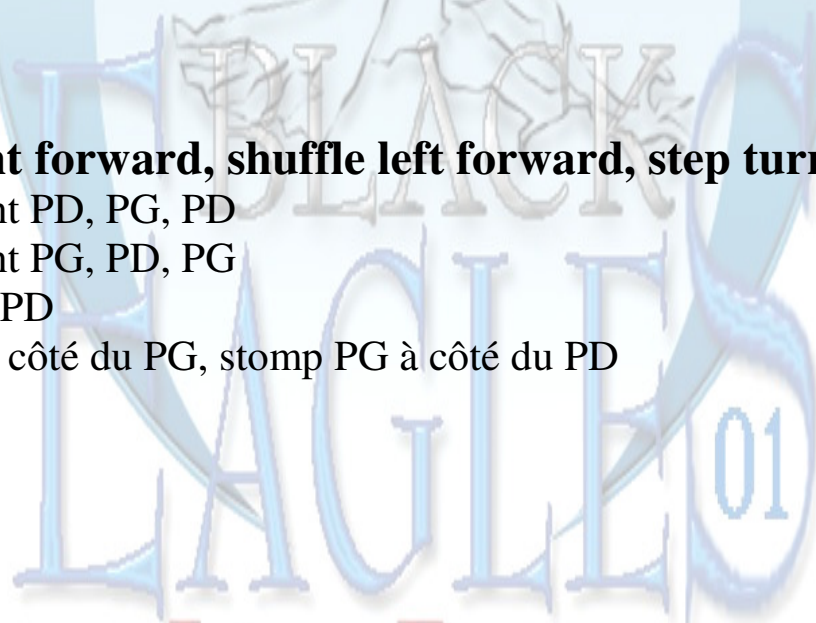 BLACK
nt forward, shuffle left forward, step turn
nt PD, PG, PD
nt PG, PD, PG
PD
côté du PG, stomp PG à côté du PD
EAGLES
01